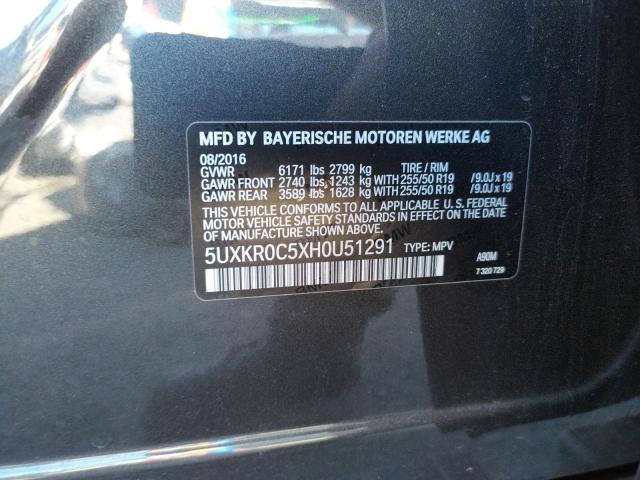 MFD BY BAYERISCHE MOTOREN WERKE AG
08/2016
GVWR 6171 lbs 2799 kg TIRE / RIM
GAWR FRONT 2740 lbs 1243 kg WITH 255/50 R19 /9.0J x 19
GAWR REAR 3589 lbs 1628 kg WITH 255/50 R19 /9.0J x 19
THIS VEHICLE CONFORMS TO ALL APPLICABLE U. S. FEDERAL
MOTOR VEHICLE SAFETY STANDARDS IN EFFECT ON THE DATE
OF MANUFACTURE SHOWN ABOVE.
5UXKR0C5XH0U51291 TYPE: MPV
A90M
7 320 729